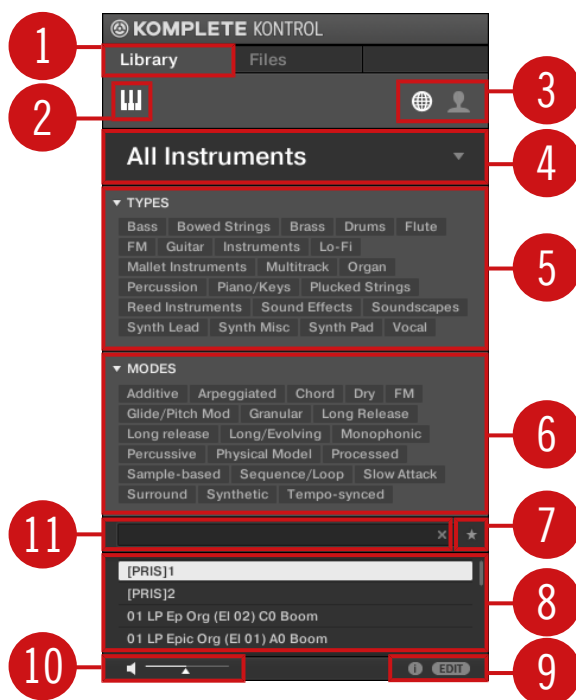 KOMPLETE KONTROL
1
Library Files
2
3
All Instruments
4
TYPES
Bass Bowed Strings Brass Drums Flute
FM Guitar Instruments Lo-Fi
Mallet Instruments Multitrack Organ
5
Percussion Piano/Keys Plucked Strings
Reed Instruments Sound Effects Soundscapes
Synth Lead Synth Misc Synth Pad Vocal
MODES
Additive Arpeggiated Chord Dry FM
Glide/Pitch Mod Granular Long Release
Long release Long/Evolving Monophonic
6
Percussive Physical Model Processed
Sample-based Sequence/Loop Slow Attack
Surround Synthetic Tempo-synced
11
7
[PRIS]1
[PRIS]2
8
01 LP Ep Org (El 02) C0 Boom
01 LP Epic Org (El 01) A0 Boom
10
i EDIT
9